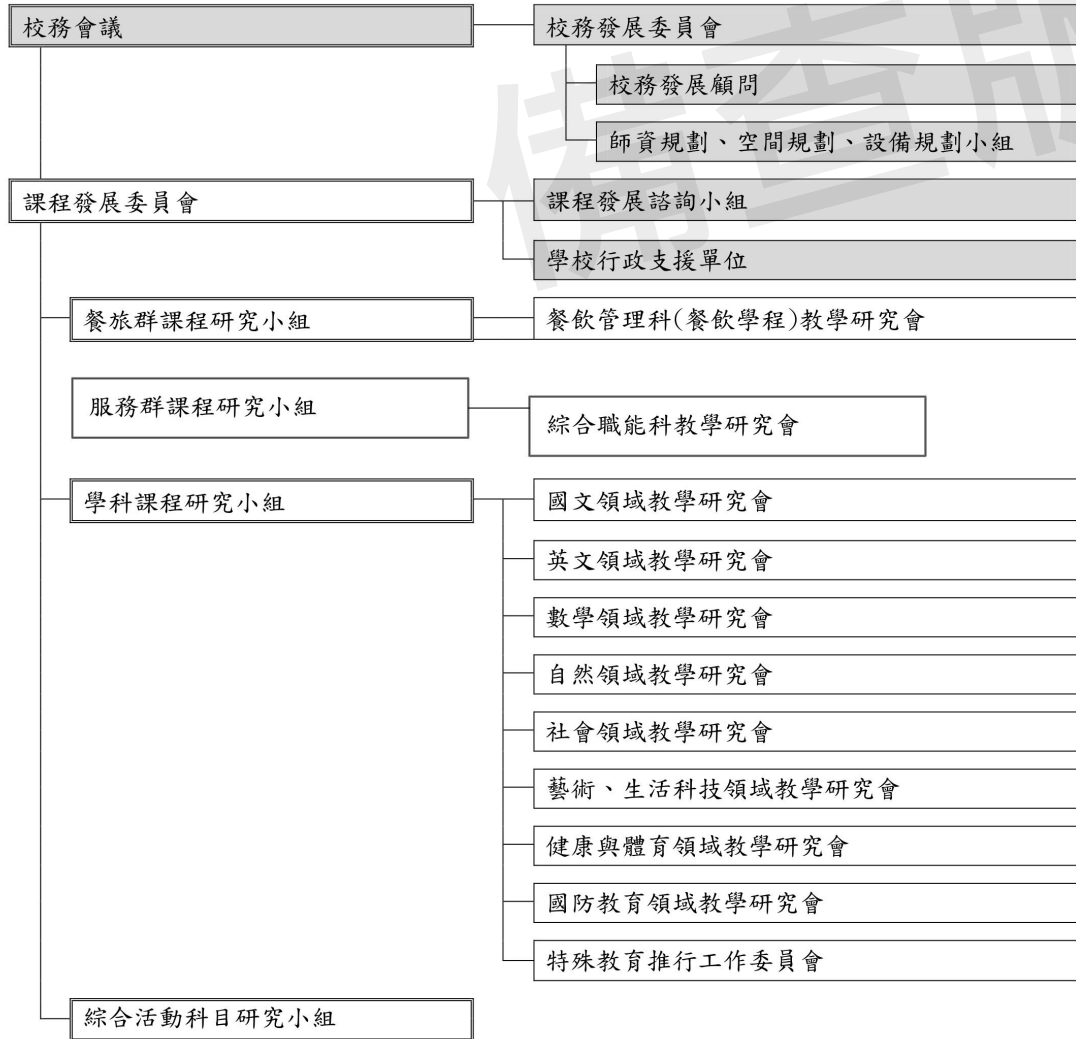 校務會議
校務發展委員會
校務發展顧問
師資規劃、空間規劃、設備規劃小組
課程發展委員會
課程發展諮詢小組
學校行政支援單位
餐旅群課程研究小組
餐飲管理科(餐飲學程)教學研究會
服務群課程研究小組
綜合職能科教學研究會
學科課程研究小組
國文領域教學研究會
英文領域教學研究會
數學領域教學研究會
自然領域教學研究會
社會領域教學研究會
藝術、生活科技領域教學研究會
健康與體育領域教學研究會
國防教育領域教學研究會
特殊教育推行工作委員會
綜合活動科目研究小組
備查版